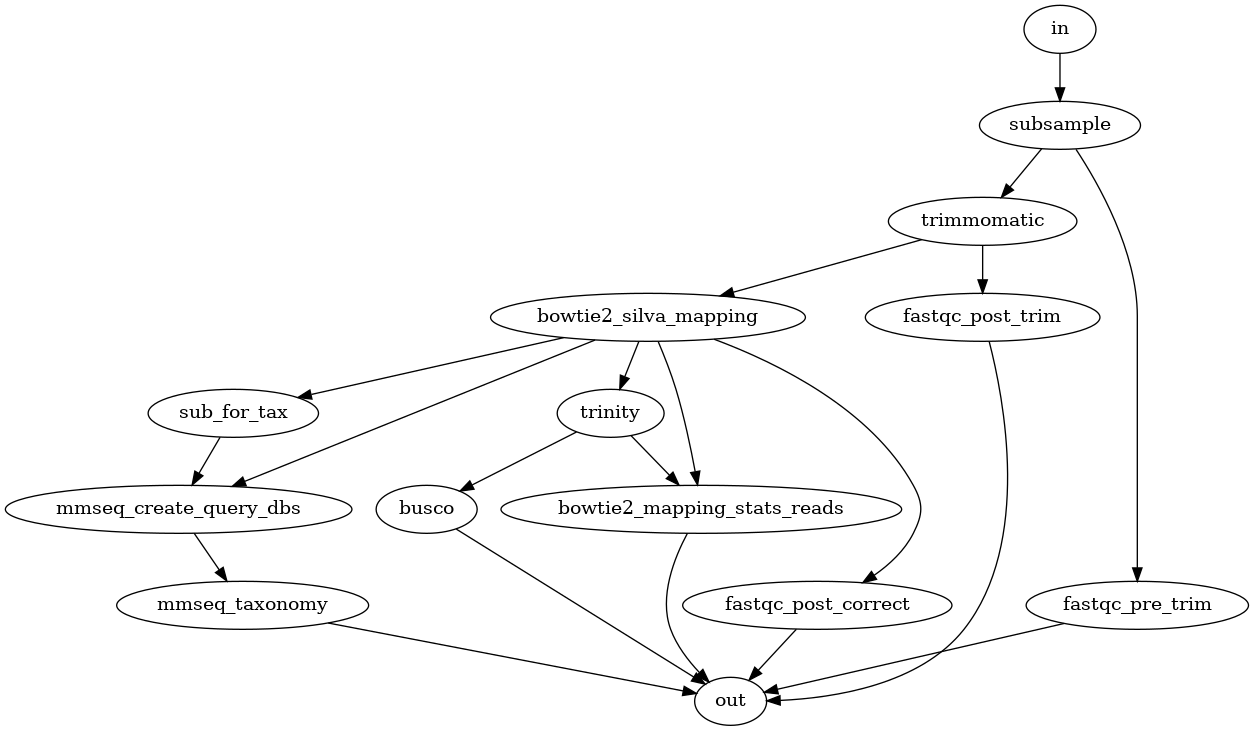 in
subsample
trimmomatic
bowtie2_silva_mapping
fastqc_post_trim
sub_for_tax
trinity
mmseq_create_query_dbs
busco
bowtie2_mapping_stats_reads
mmseq_taxonomy
fastqc_post_correct
fastqc_pre_trim
out